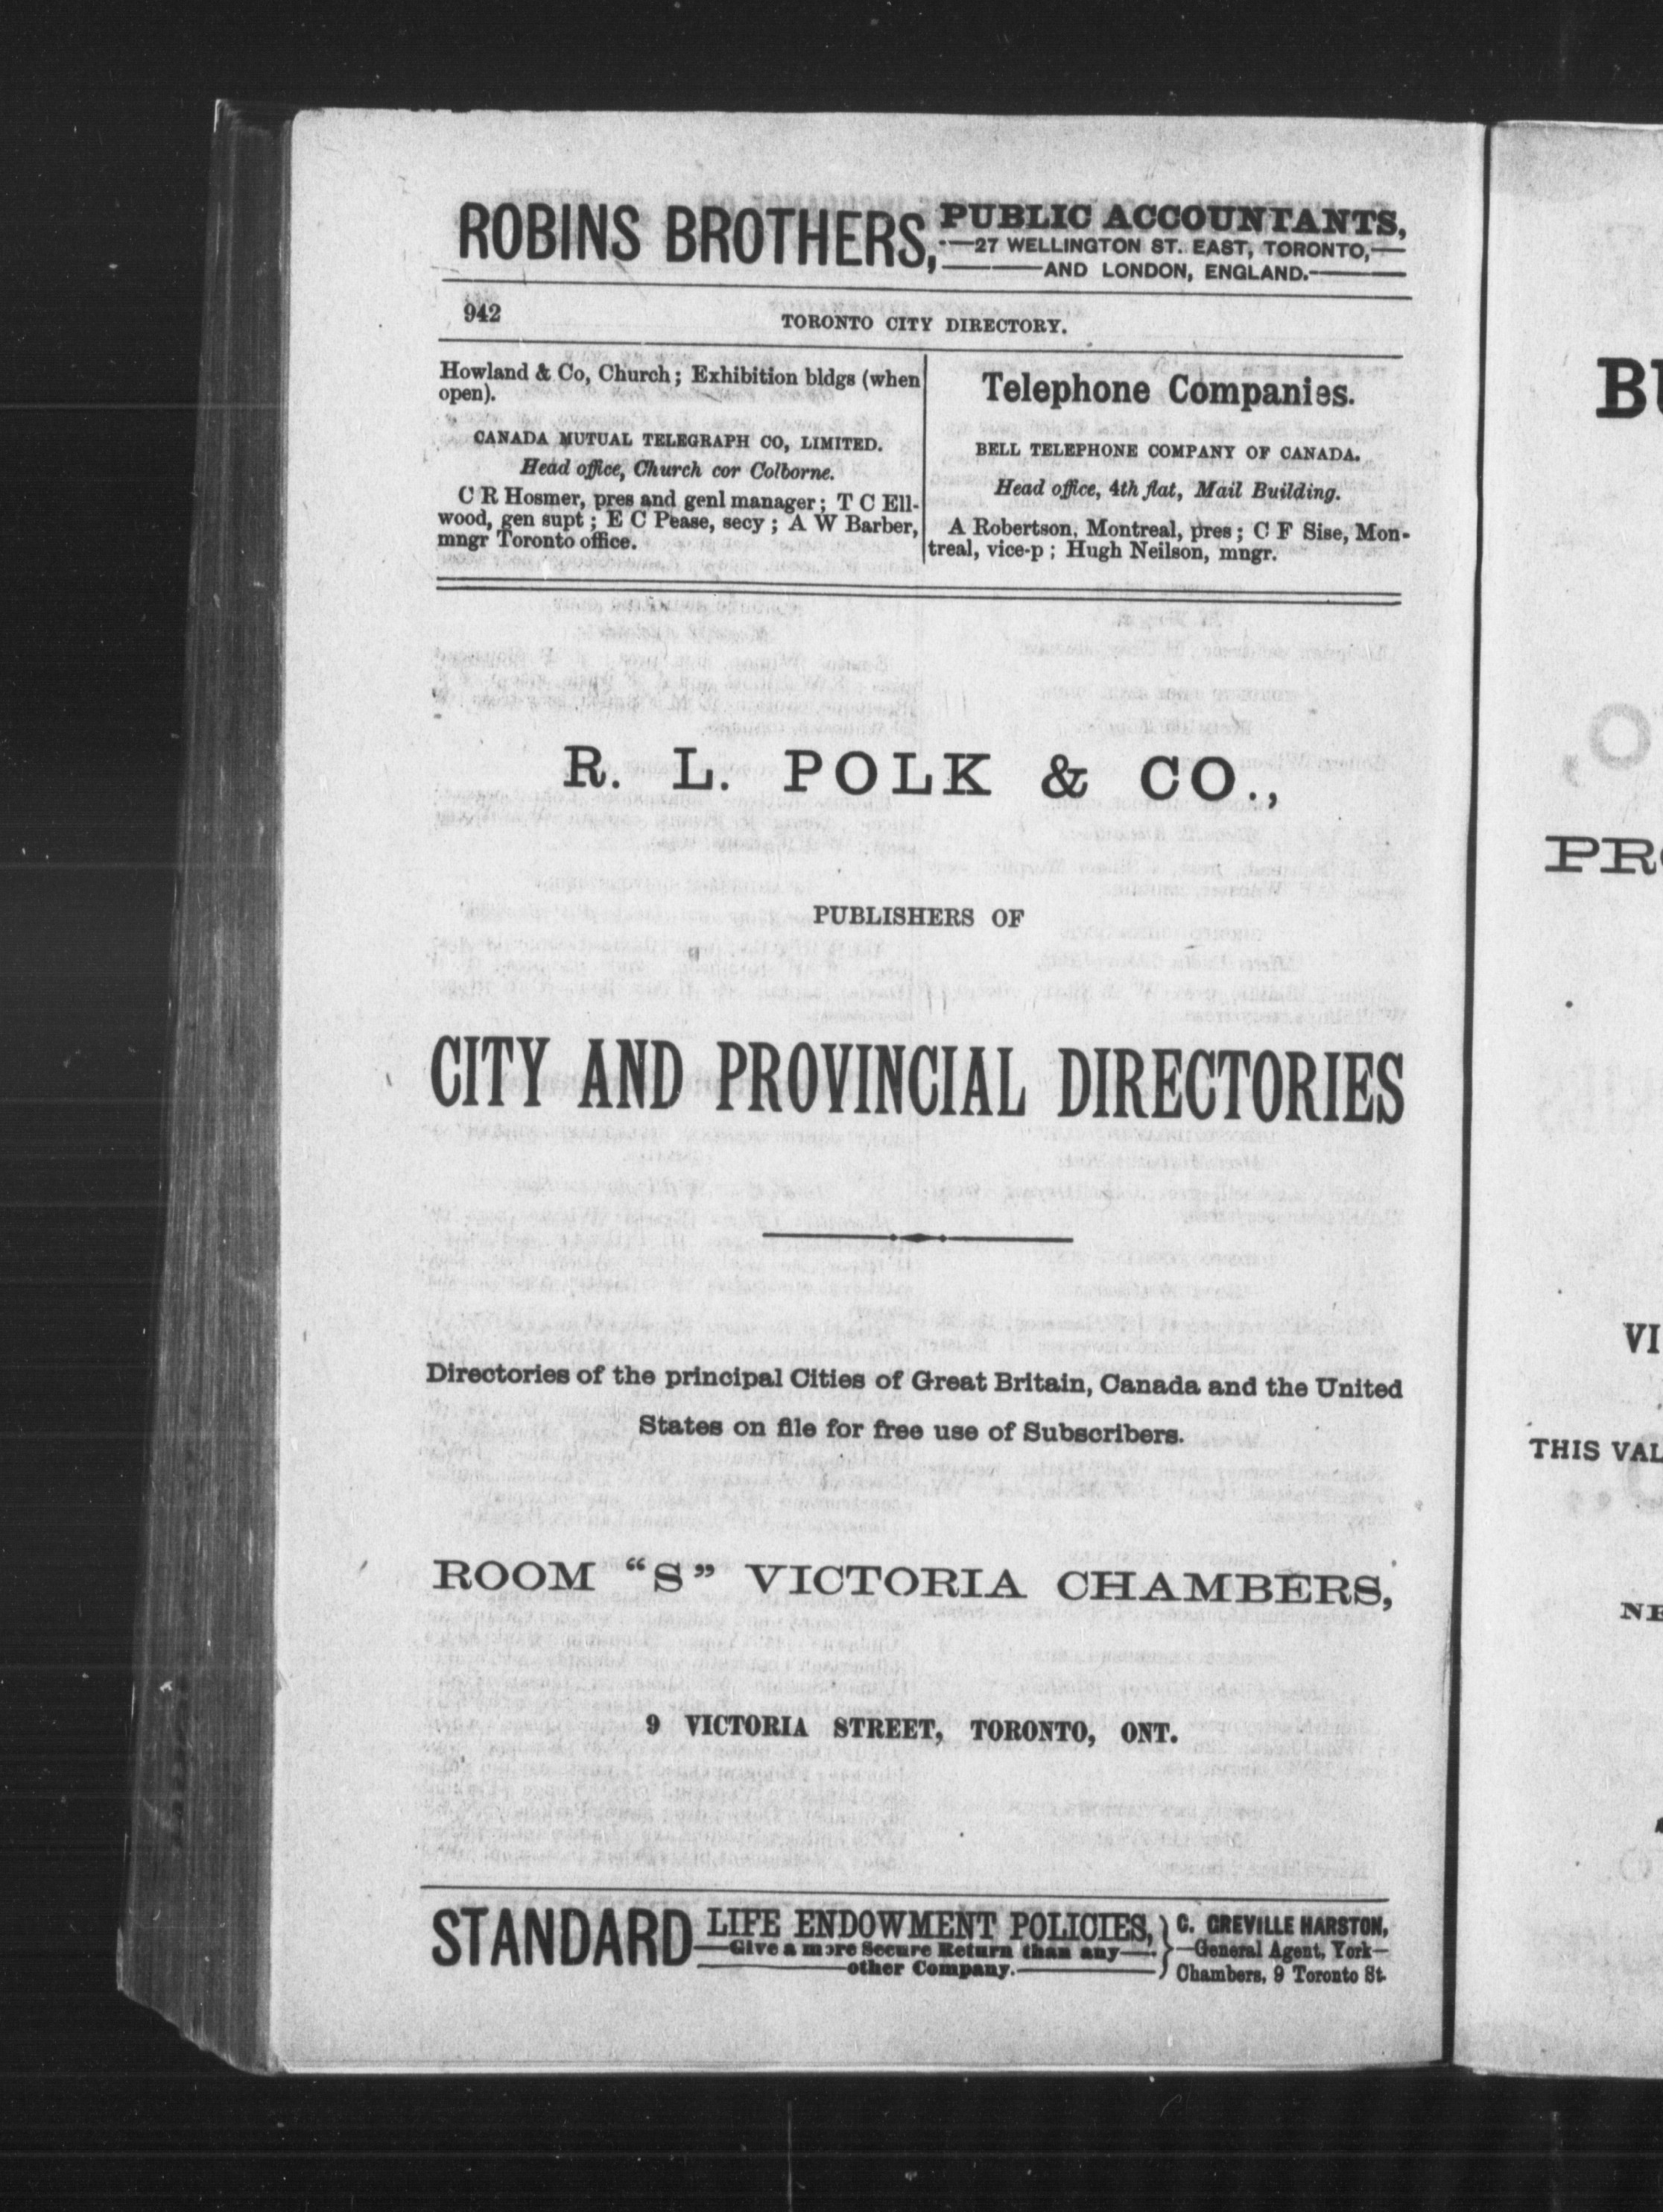 ROBINS BROTHERS, PUBLIC ACCOUNTANTS,
27 WELLINGTON ST. EAST, TORONTO,
AND LONDON, ENGLAND.
942
TORONTO CITY DIRECTORY.
Howland & Co, Church; Exhibition bldgs (when
open).
CANADA MUTUAL TELEGRAPH CO, LIMITED.
Head office, Church cor Colborne.
C R Hosmer, pres and genl manager; T C Ell-
wood, gen supt; E C Pease, secy; A W Barber,
mngr Toronto office.
Telephone Companies.
BELL TELEPHONE COMPANY OF CANADA.
Head office, 4th flat, Mail Building.
A Robertson, Montreal, pres; C F Sise, Mon-
treal, vice-p; Hugh Neilson, mngr.
R. L. POLK & CO.,
PUBLISHERS OF
CITY AND PROVINCIAL DIRECTORIES
Directories of the principal Cities of Great Britain, Canada and the United
States on file for free use of Subscribers.
ROOM "S" VICTORIA CHAMBERS,
9 VICTORIA STREET, TORONTO, ONT.
STANDARD LIFE ENDOWMENT POLICIES,
Give a more Secure Return than any
other Company.
C. GREVILLE HARSTON,
General Agent, York
Chambers, 9 Toronto St.
THIS